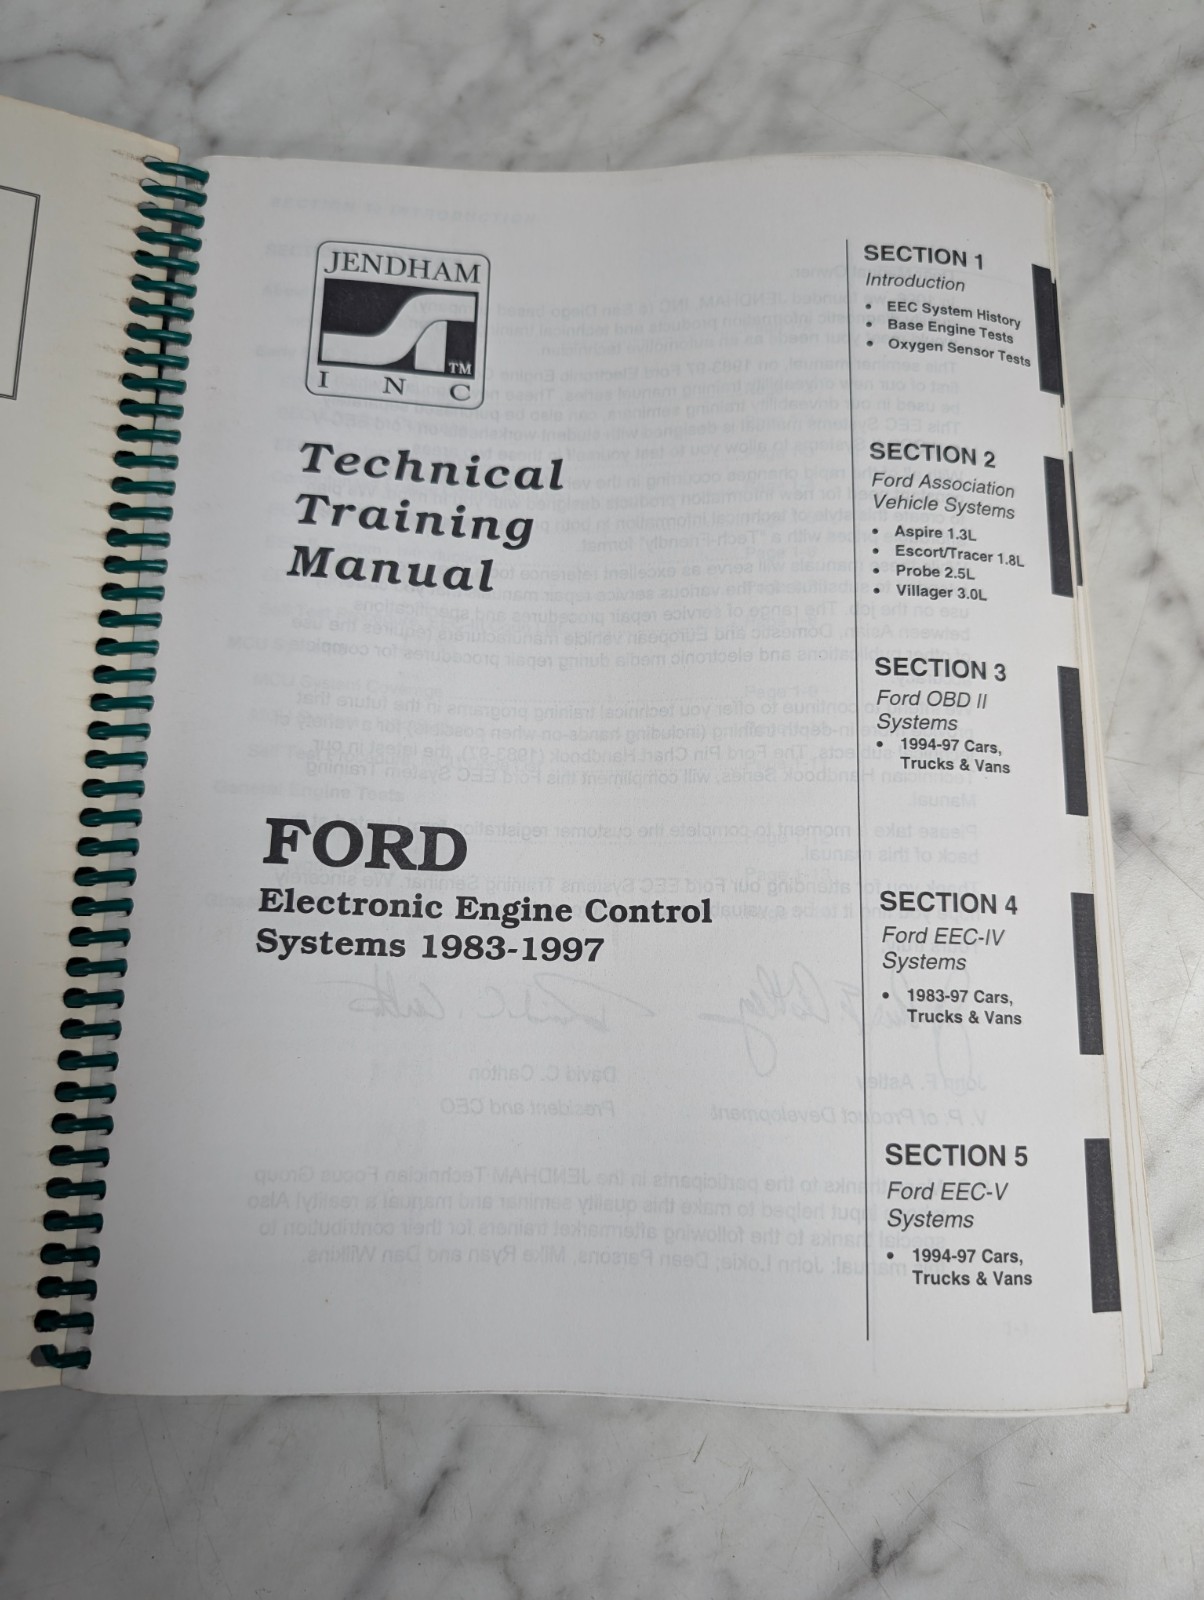 JENDHAM
TM
I N C
Technical
Training
Manual
FORD
Electronic Engine Control
Systems 1983-1997
SECTION 1
Introduction
• EEC System History
• Base Engine Tests
• Oxygen Sensor Tests
SECTION 2
Ford Association
Vehicle Systems
• Aspire 1.3L
• Escort/Tracer 1.8L
• Probe 2.5L
• Villager 3.0L
SECTION 3
Ford OBD II
Systems
• 1994-97 Cars,
Trucks & Vans
SECTION 4
Ford EEC-IV
Systems
• 1983-97 Cars,
Trucks & Vans
SECTION 5
Ford EEC-V
Systems
• 1994-97 Cars,
Trucks & Vans